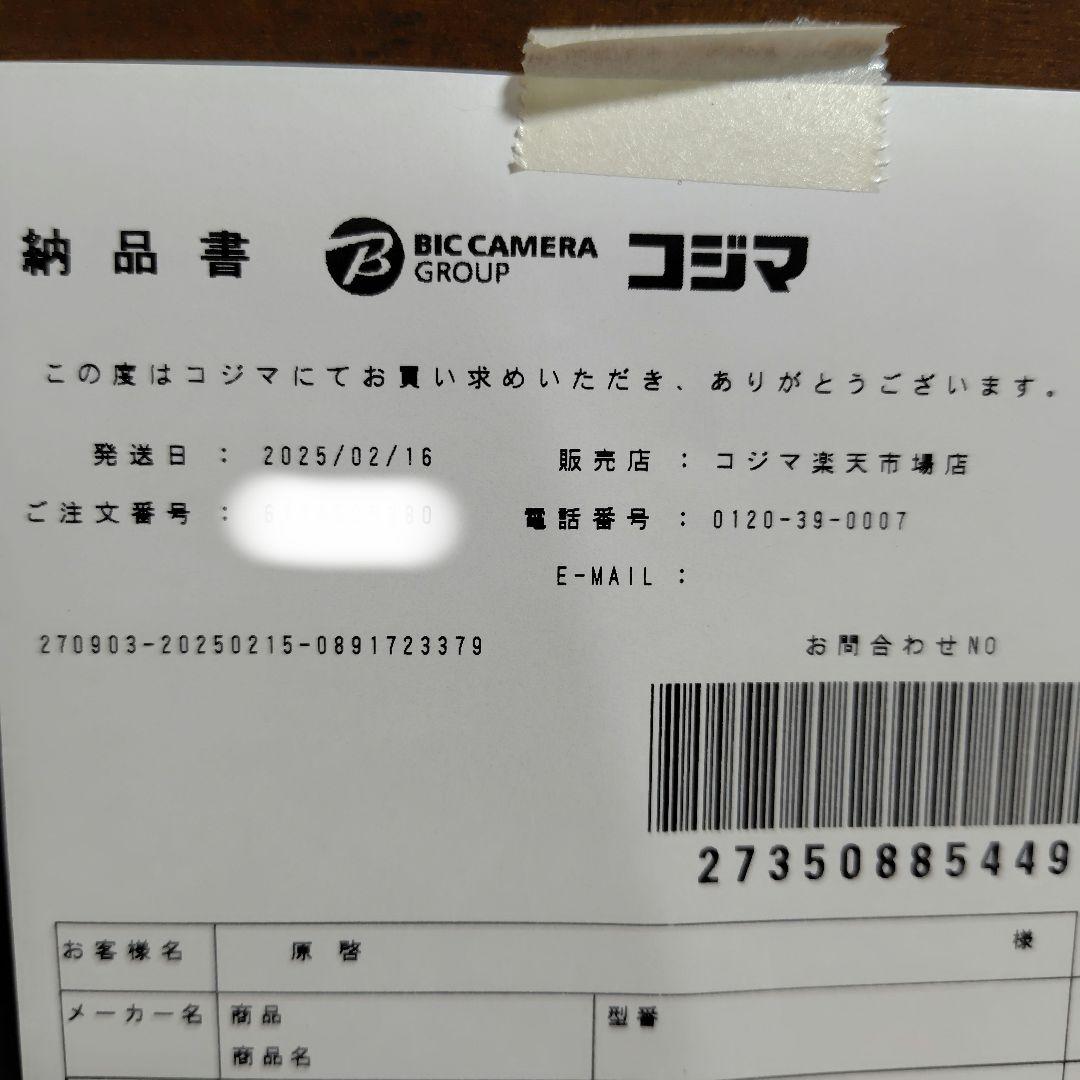 納品書 BIC CAMERA GROUP コジマ
この度はコジマにてお買い求めいただき、ありがとうございます。
発送日 : 2025/02/16 販売店 : コジマ楽天市場店
ご注文番号 : 電話番号 : 0120-39-0007
E-MAIL :
270903-20250215-0891723379 お問合わせNO
27350885449
お客様名 原 啓 様
メーカー名 商品 型番
商品名